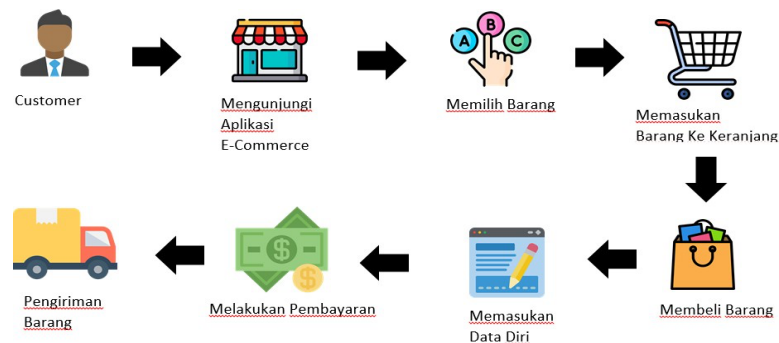 Customer
Mengunjungi
Aplikasi
E-Commerce
A
B
C
Memilih Barang
Memasukan
Barang Ke Keranjang
Membeli Barang
Memasukan
Data Diri
$
$
Melakukan Pembayaran
Pengiriman
Barang